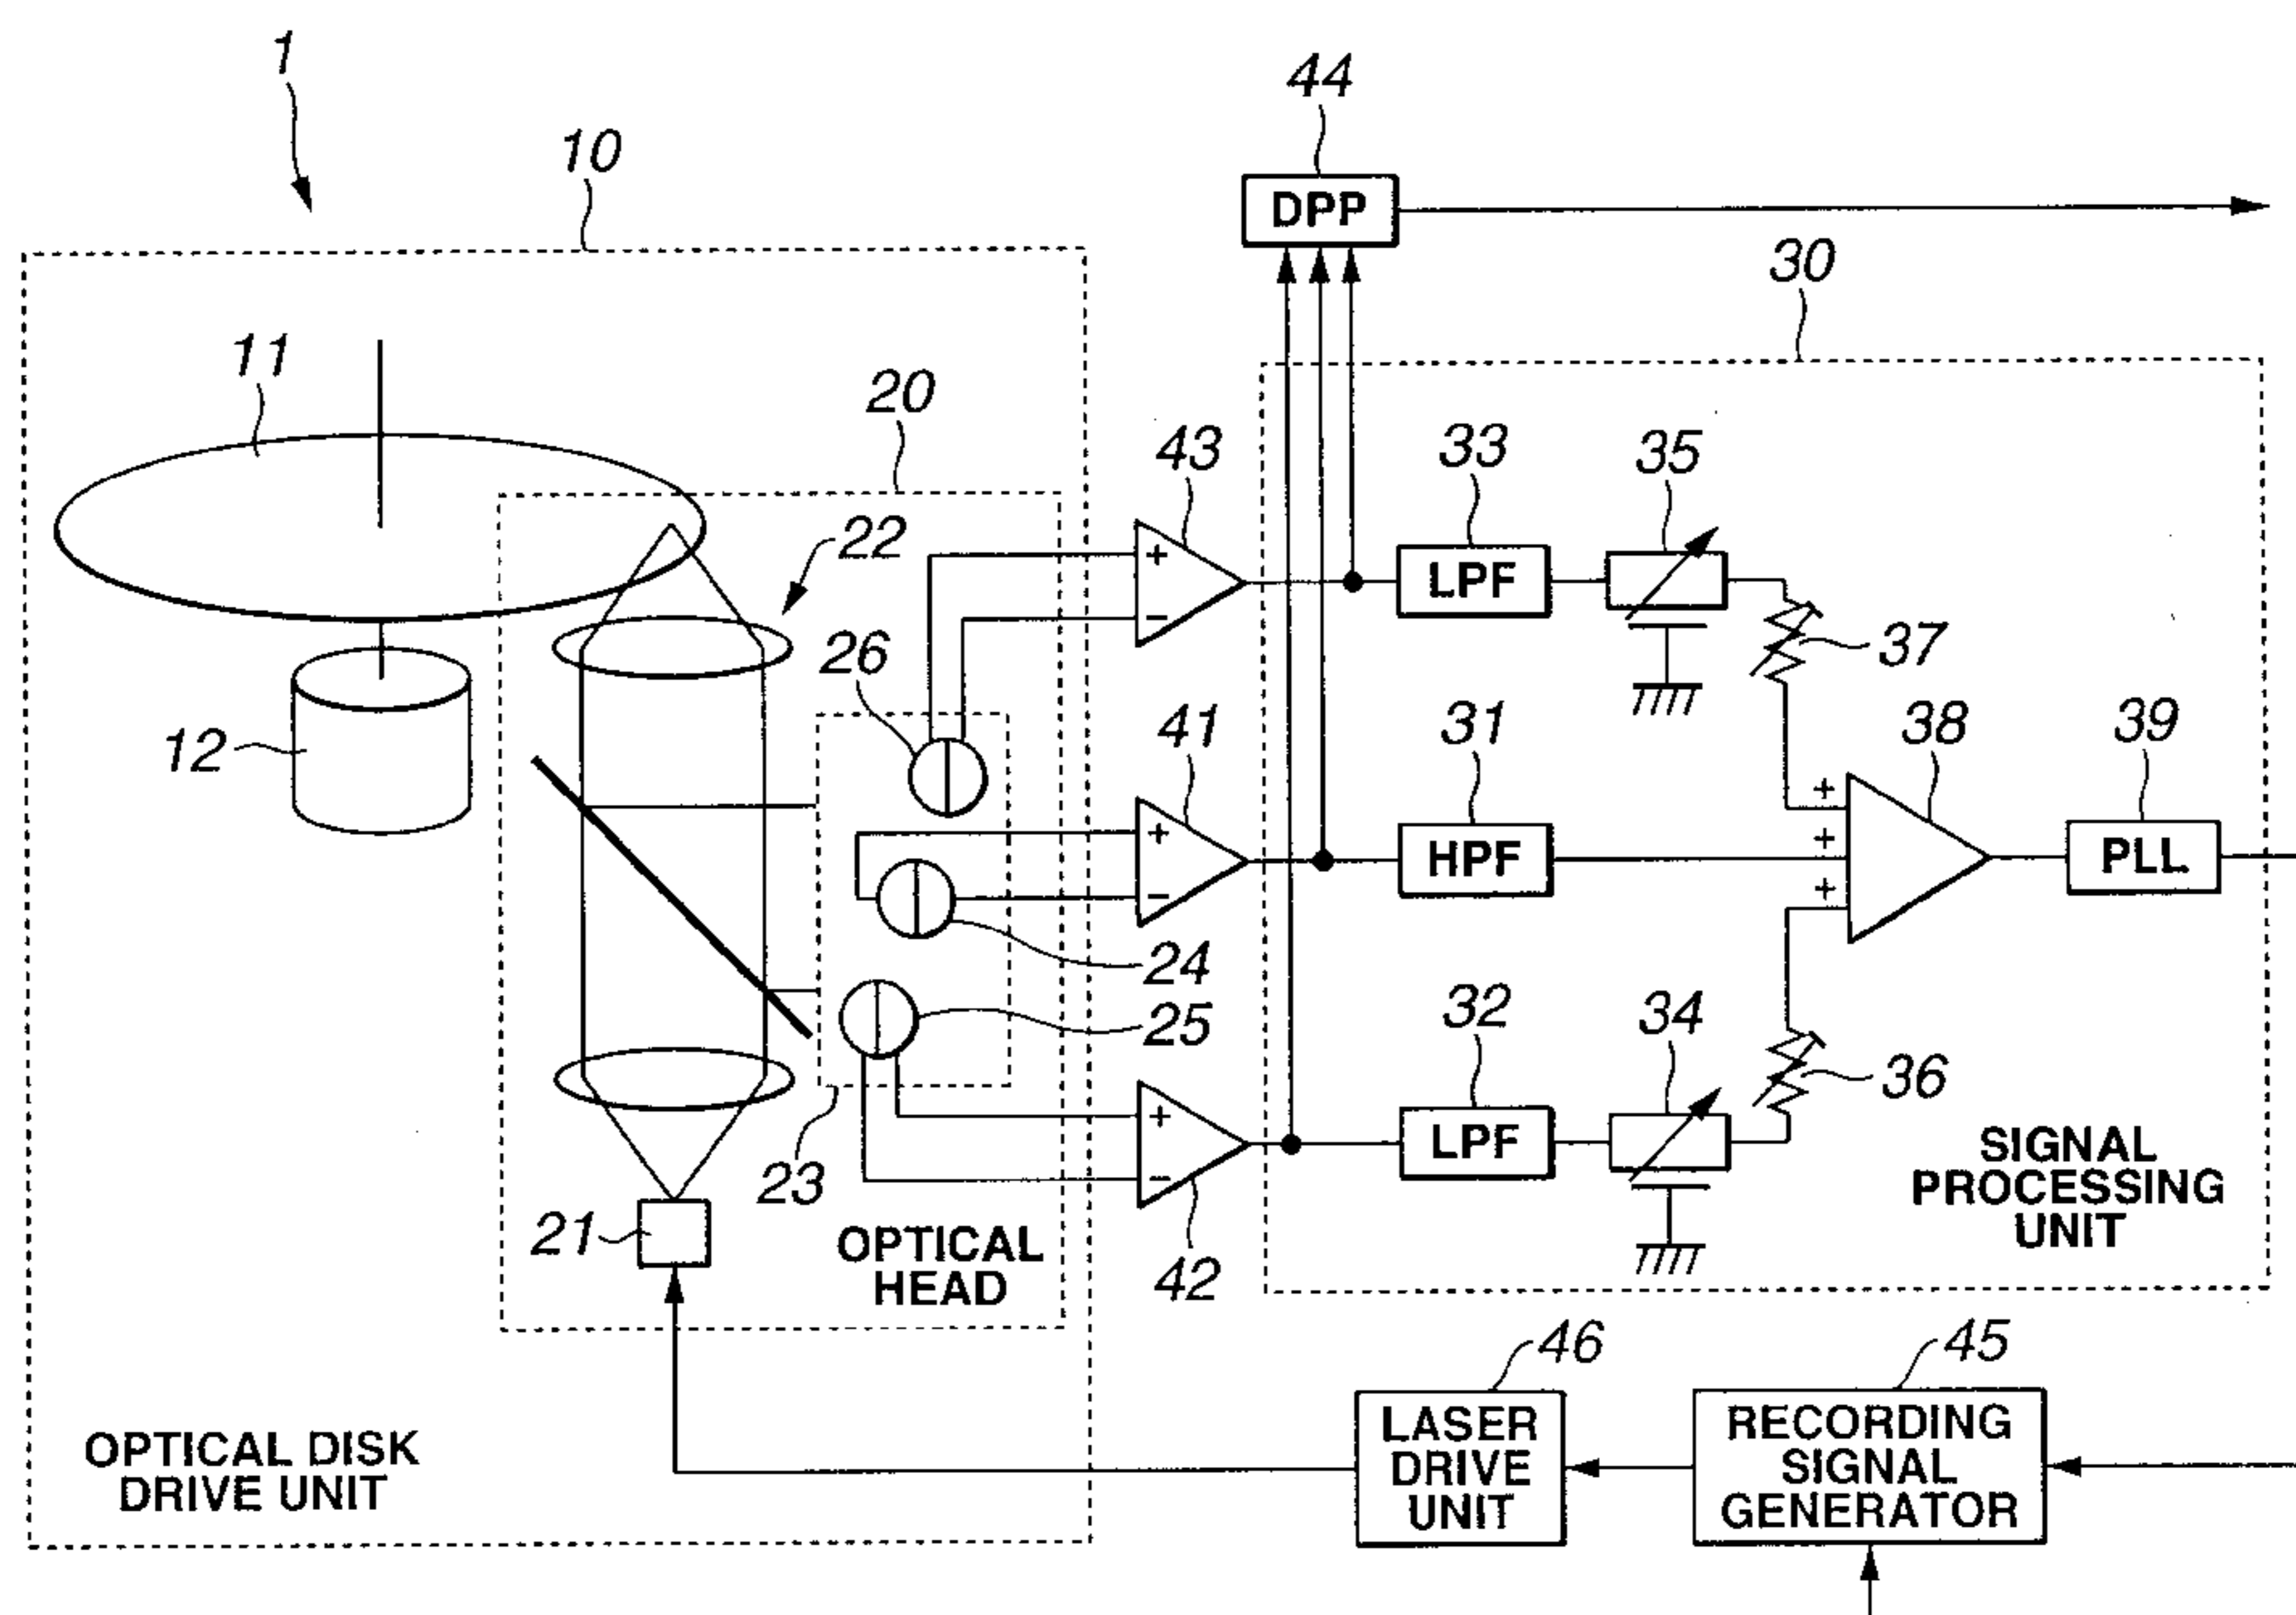 1
10
44
DPP
30
11
20
43
33
35
+
−
LPF
22
26
37
12
41
31
38
39
+
−
HPF
+
+
+
PLL
24
25
42
32
34
36
+
−
LPF
23
21
OPTICAL
HEAD
SIGNAL
PROCESSING
UNIT
46
45
LASER
DRIVE
UNIT
RECORDING
SIGNAL
GENERATOR
OPTICAL DISK
DRIVE UNIT